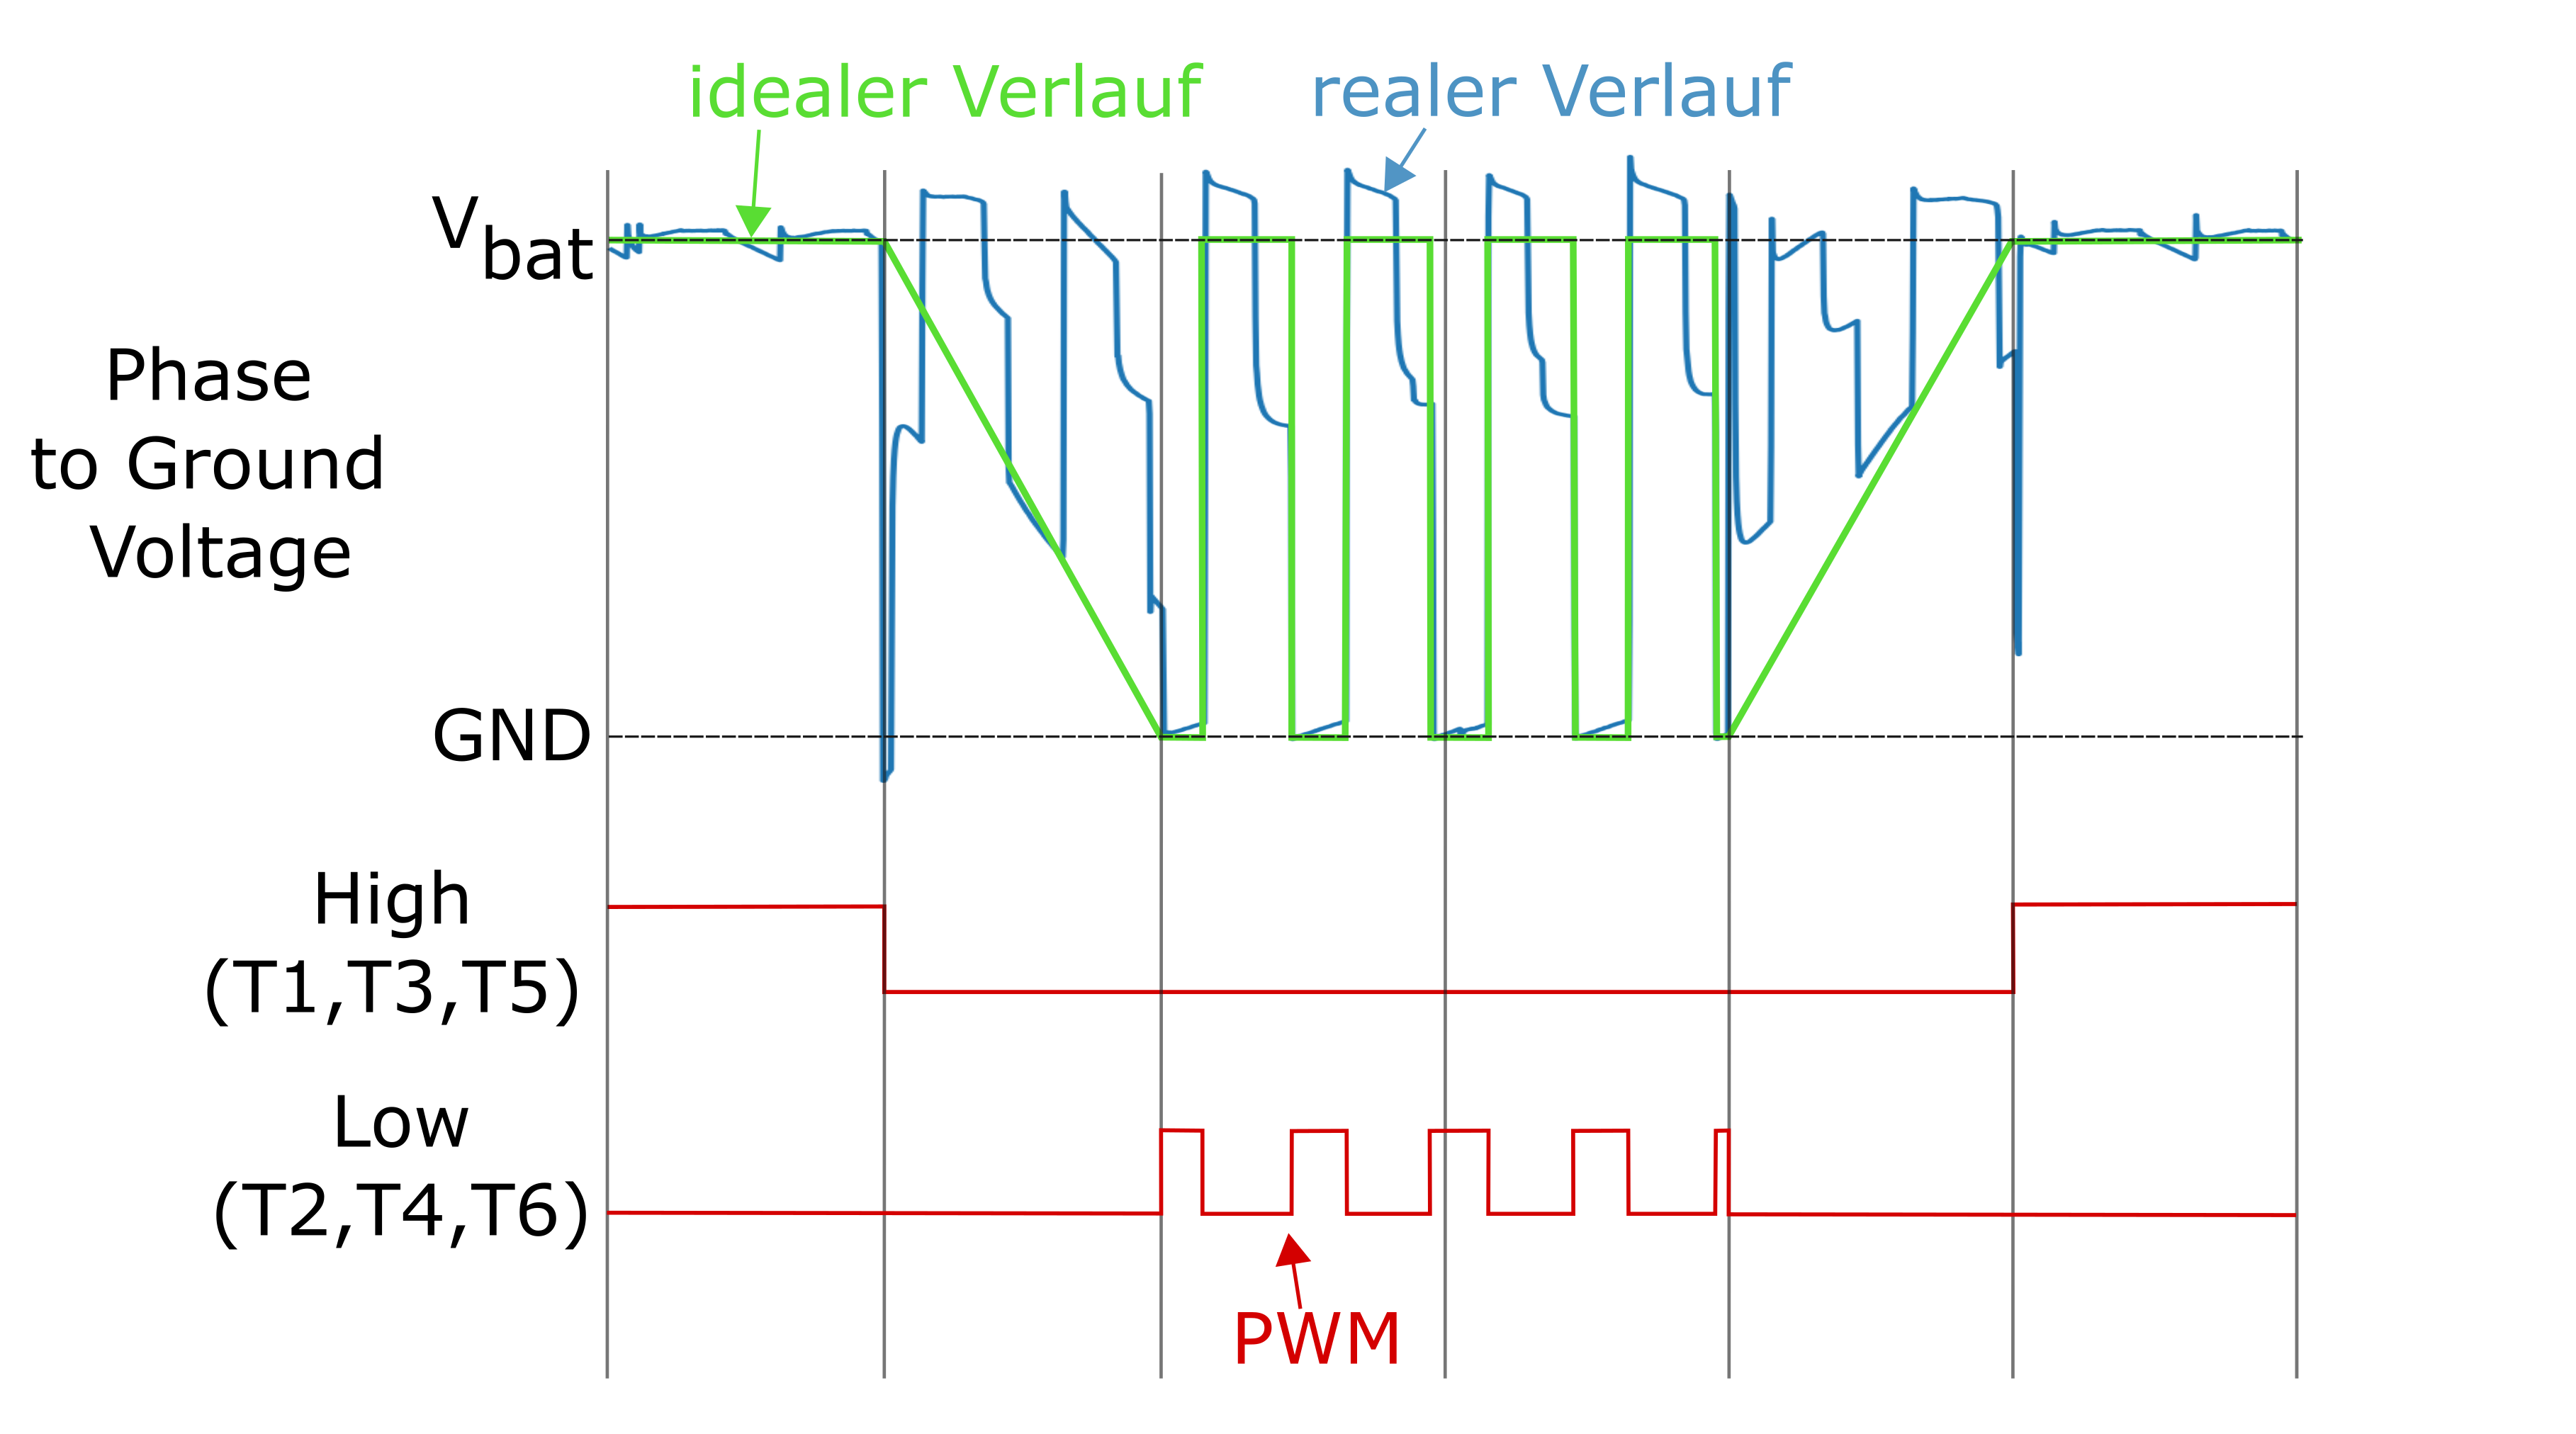 idealer Verlauf
realer Verlauf
Vbat
Phase
to Ground
Voltage
GND
High
(T1,T3,T5)
Low
(T2,T4,T6)
PWM